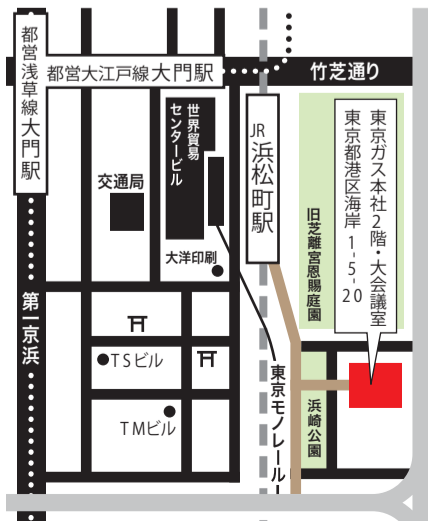 都営浅草線大門駅
都営大江戸線大門駅
竹芝通り
世界貿易
センタービル
JR
浜松町駅
東京ガス本社2階・大会議室
東京都港区海岸1-5-20
交通局
旧芝離宮恩賜庭園
大洋印刷
第一京浜
TSビル
東京モノレール
浜崎公園
TMビル